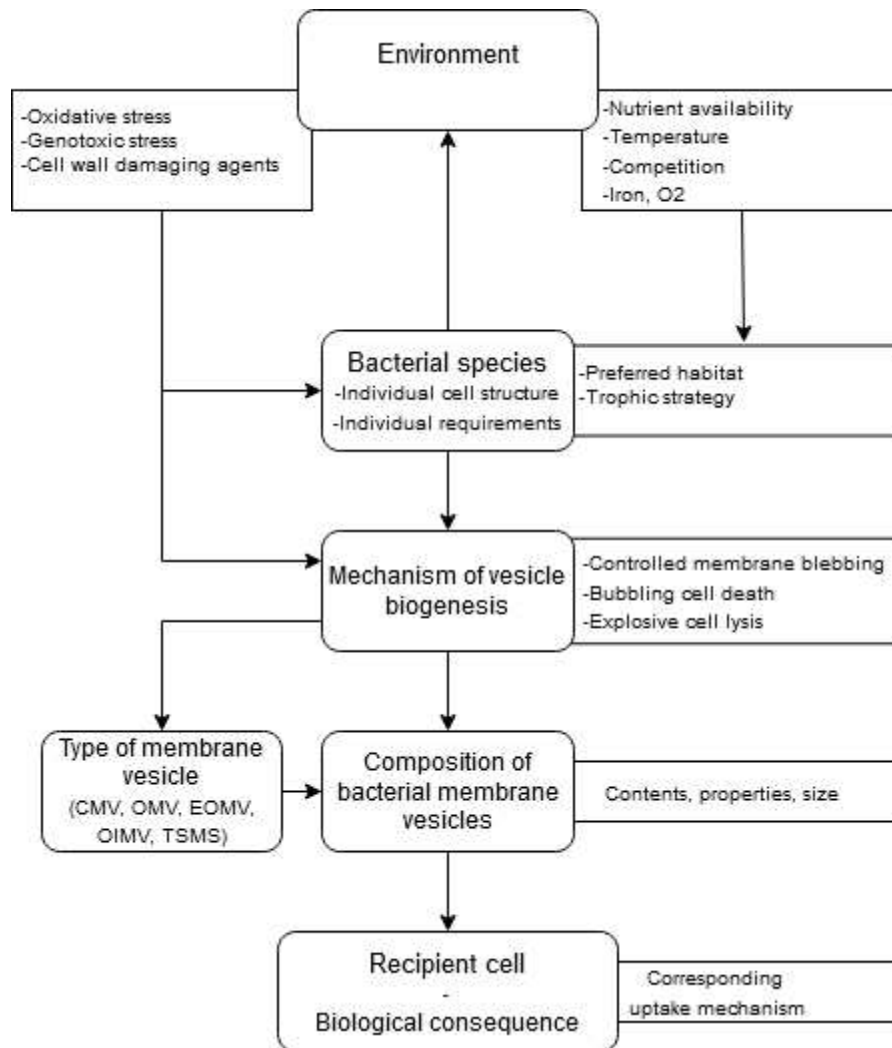 Environment
-Oxidative stress
-Genotoxic stress
-Cell wall damaging agents
-Nutrient availability
-Temperature
-Competition
-Iron, O2
Bacterial species
-Individual cell structure
-Individual requirements
-Preferred habitat
-Trophic strategy
Mechanism of vesicle
biogenesis
-Controlled membrane blebbing
-Bubbling cell death
-Explosive cell lysis
Type of membrane
vesicle
(CMV, OMV, EOMV,
OIMV, TSMS)
Composition of
bacterial membrane
vesicles
Contents, properties, size
Recipient cell
-
Biological consequence
Corresponding
uptake mechanism